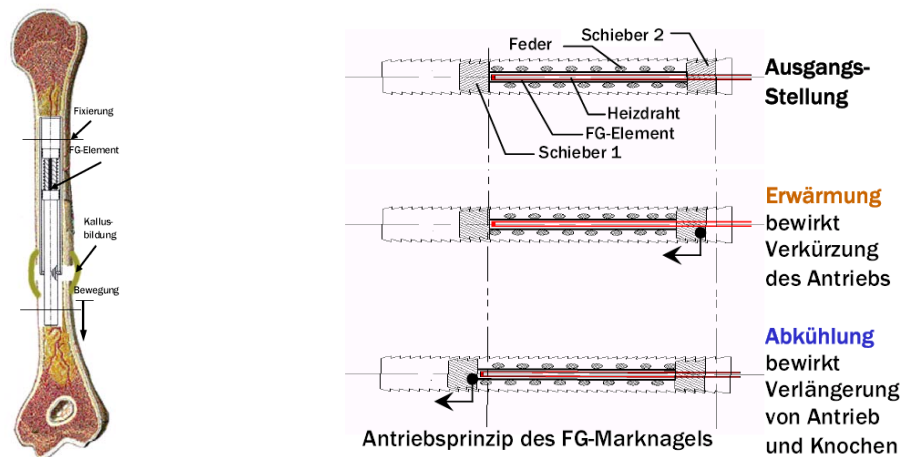 Fixierung
FG-Element
Kallus-
bildung
Bewegung
Feder
Schieber 2
Heizdraht
FG-Element
Schieber 1
Ausgangs-
Stellung
Erwärmung
bewirkt
Verkürzung
des Antriebs
Abkühlung
bewirkt
Verlängerung
von Antrieb
und Knochen
Antriebsprinzip des FG-Marknagels